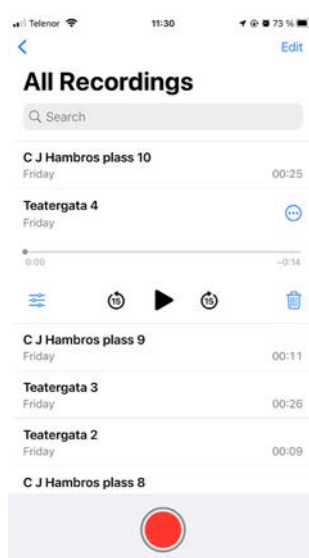 Telenor 11:30 73 %
Edit
All Recordings
Search
C J Hambros plass 10
Friday 00:25
Teatergata 4
Friday
0:00 -0:14
15 15
C J Hambros plass 9
Friday 00:11
Teatergata 3
Friday 00:26
Teatergata 2
Friday 00:09
C J Hambros plass 8